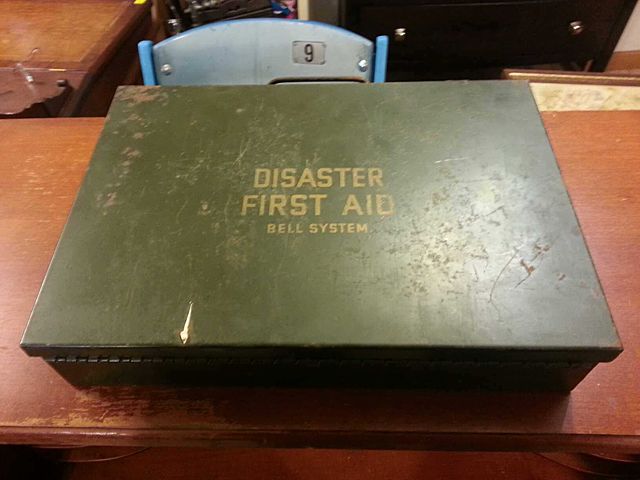 9
DISASTER
FIRST AID
BELL SYSTEM